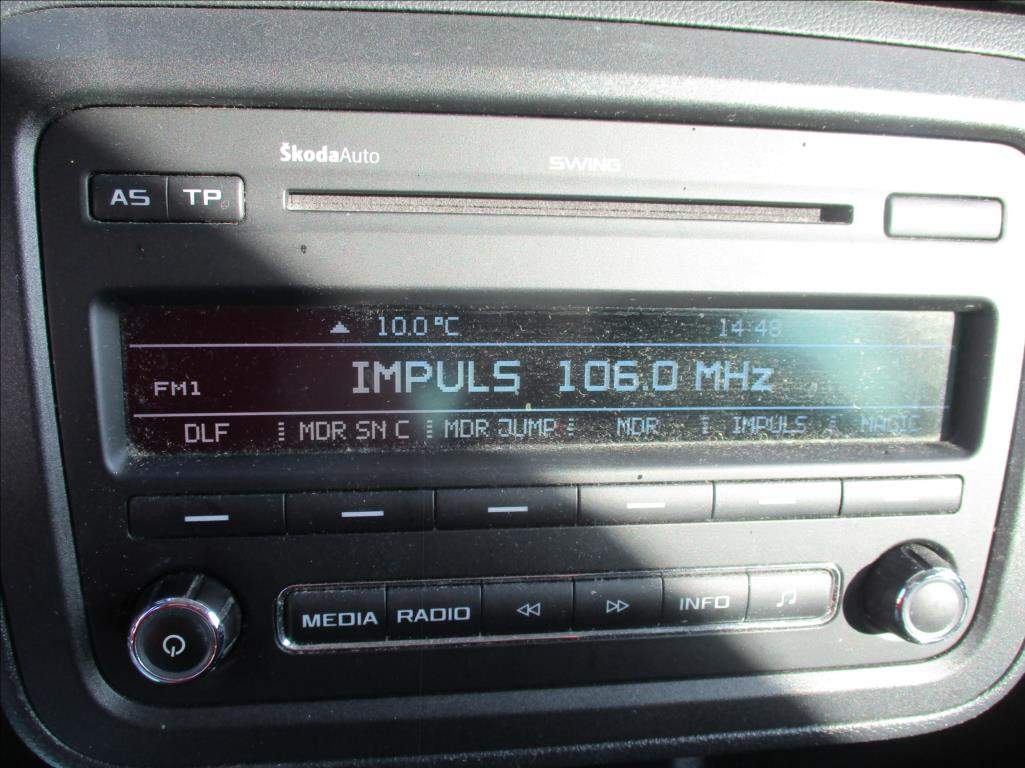 ŠkodaAuto SWING
AS TP
10.0°C 14:48
FM1 IMPULS 106.0 MHz
DLF MDR SN C MDR JUMP MDR IMPULS MAGIC
MEDIA RADIO INFO